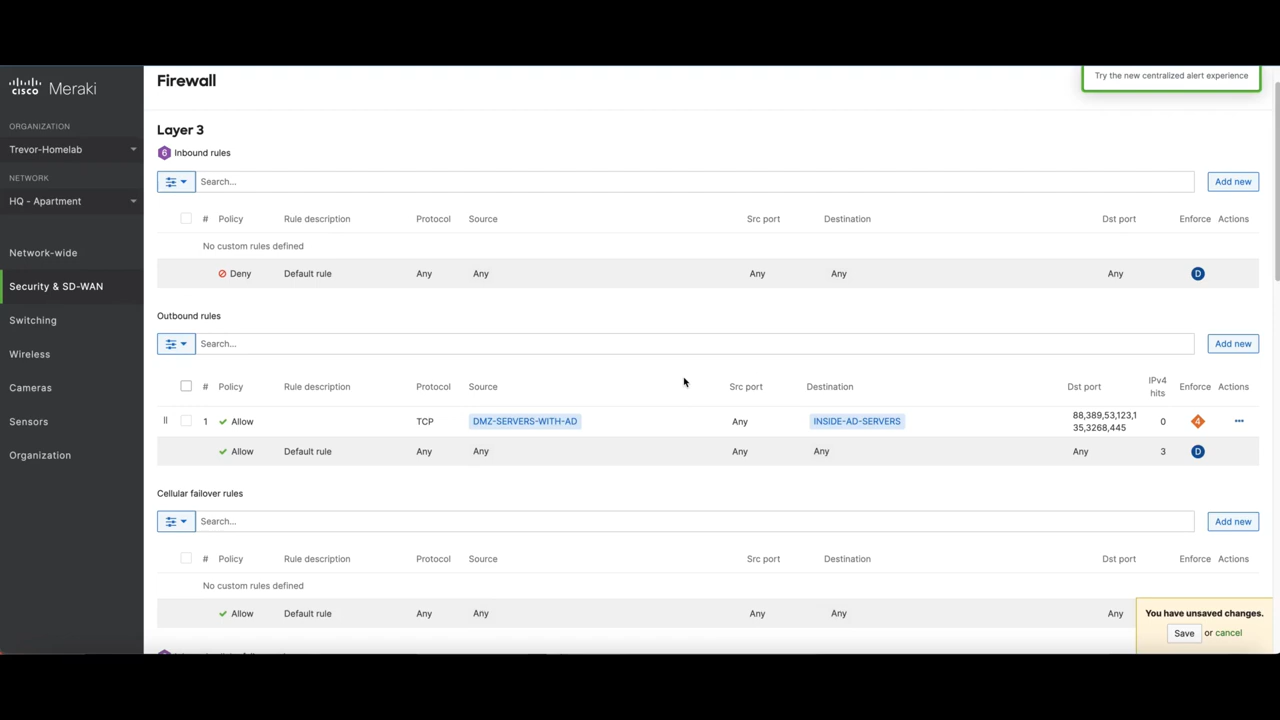 Firewall
Try the new centralized alert experience
CISCO Meraki
ORGANIZATION
Trevor-Homelab
NETWORK
HQ - Apartment
Network-wide
Security & SD-WAN
Switching
Wireless
Cameras
Sensors
Organization
Layer 3
6 Inbound rules
Search... Add new
# Policy Rule description Protocol Source Src port Destination Dst port Enforce Actions
No custom rules defined
Deny Default rule Any Any Any Any Any D
Outbound rules
Search... Add new
# Policy Rule description Protocol Source Src port Destination Dst port IPv4 hits Enforce Actions
1 Allow TCP DMZ-SERVERS-WITH-AD Any INSIDE-AD-SERVERS 88,389,53,123,1 0 4
35,3268,445
Allow Default rule Any Any Any Any Any 3 D
Cellular failover rules
Search... Add new
# Policy Rule description Protocol Source Src port Destination Dst port Enforce Actions
No custom rules defined
Allow Default rule Any Any Any Any Any
You have unsaved changes.
Save or cancel